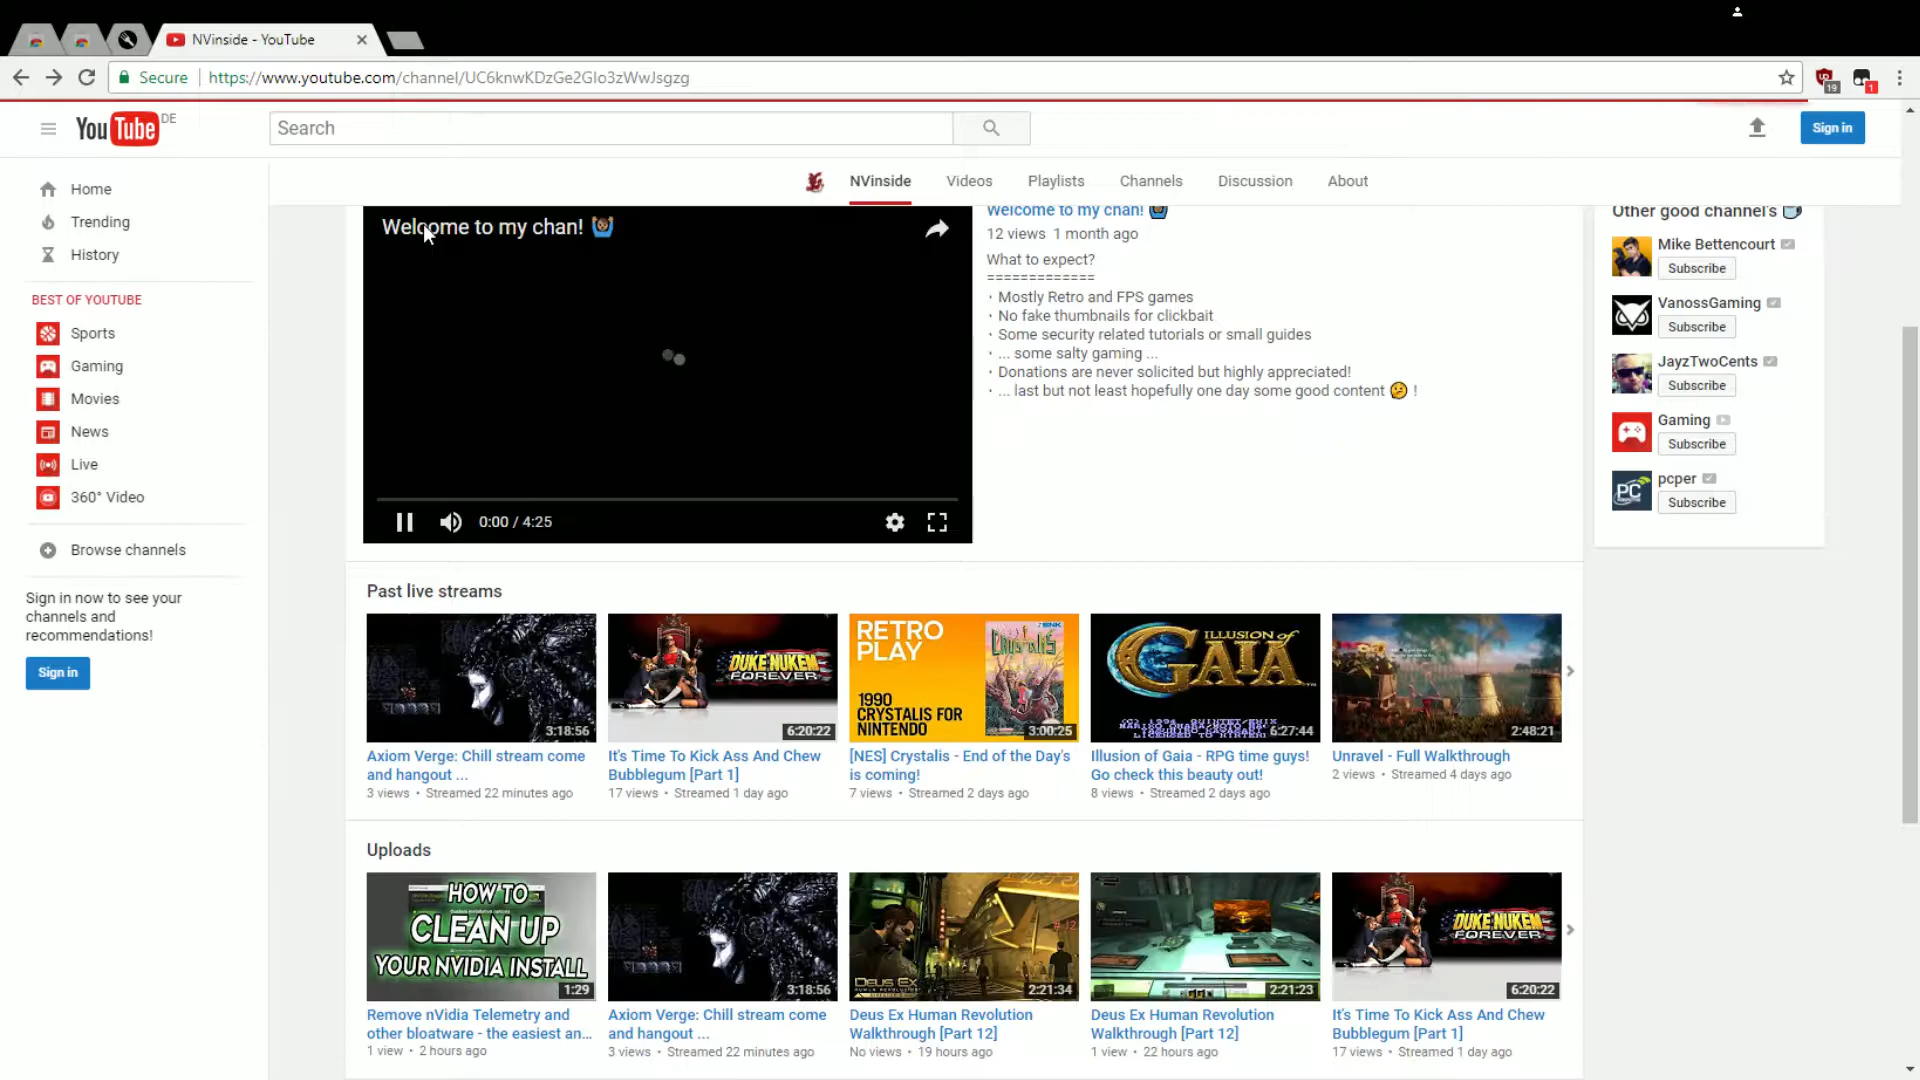 NVinside - YouTube
Secure
https://www.youtube.com/channel/UC6knwKDzGe2Glo3zWwJsgzg
19
1
YouTube DE
Search
Sign in
NVinside
Videos
Playlists
Channels
Discussion
About
Home
Trending
History
BEST OF YOUTUBE
Sports
Gaming
Movies
News
Live
360° Video
Browse channels
Sign in now to see your
channels and
recommendations!
Sign in
Welcome to my chan!
0:00 / 4:25
Welcome to my chan!
12 views 1 month ago
What to expect?
=============
· Mostly Retro and FPS games
· No fake thumbnails for clickbait
· Some security related tutorials or small guides
· ... some salty gaming ...
· Donations are never solicited but highly appreciated!
· ... last but not least hopefully one day some good content !
Other good channel's
Mike Bettencourt
Subscribe
VanossGaming
Subscribe
JayzTwoCents
Subscribe
Gaming
Subscribe
PC
pcper
Subscribe
Past live streams
3:18:56
Axiom Verge: Chill stream come
and hangout ...
3 views • Streamed 22 minutes ago
DUKE NUKEM
FOREVER
6:20:22
It's Time To Kick Ass And Chew
Bubblegum [Part 1]
17 views • Streamed 1 day ago
RETRO
PLAY
1990
CRYSTALIS FOR
NINTENDO
SNK
CRYSTALIS
3:00:25
[NES] Crystalis - End of the Day's
is coming!
7 views • Streamed 2 days ago
ILLUSION of
GAIA
6:27:44
Illusion of Gaia - RPG time guys!
Go check this beauty out!
8 views • Streamed 2 days ago
2:48:21
Unravel - Full Walkthrough
2 views • Streamed 4 days ago
Uploads
HOW TO
CLEAN UP
YOUR NVIDIA INSTALL
1:29
Remove nVidia Telemetry and
other bloatware - the easiest an...
1 view • 2 hours ago
3:18:56
Axiom Verge: Chill stream come
and hangout ...
3 views • Streamed 22 minutes ago
DEUS EX
# 12
2:21:34
Deus Ex Human Revolution
Walkthrough [Part 12]
No views • 19 hours ago
2:21:23
Deus Ex Human Revolution
Walkthrough [Part 12]
1 view • 22 hours ago
DUKE NUKEM
FOREVER
6:20:22
It's Time To Kick Ass And Chew
Bubblegum [Part 1]
17 views • Streamed 1 day ago